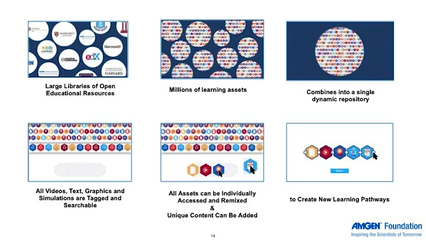 edX
HARVARD
Large Libraries of Open
Educational Resources
Millions of learning assets
Combines into a single
dynamic repository
All Videos, Text, Graphics and
Simulations are Tagged and
Searchable
All Assets can be Individually
Accessed and Remixed
&
Unique Content Can Be Added
to Create New Learning Pathways
14
AMGEN Foundation
Inspiring the Scientists of Tomorrow